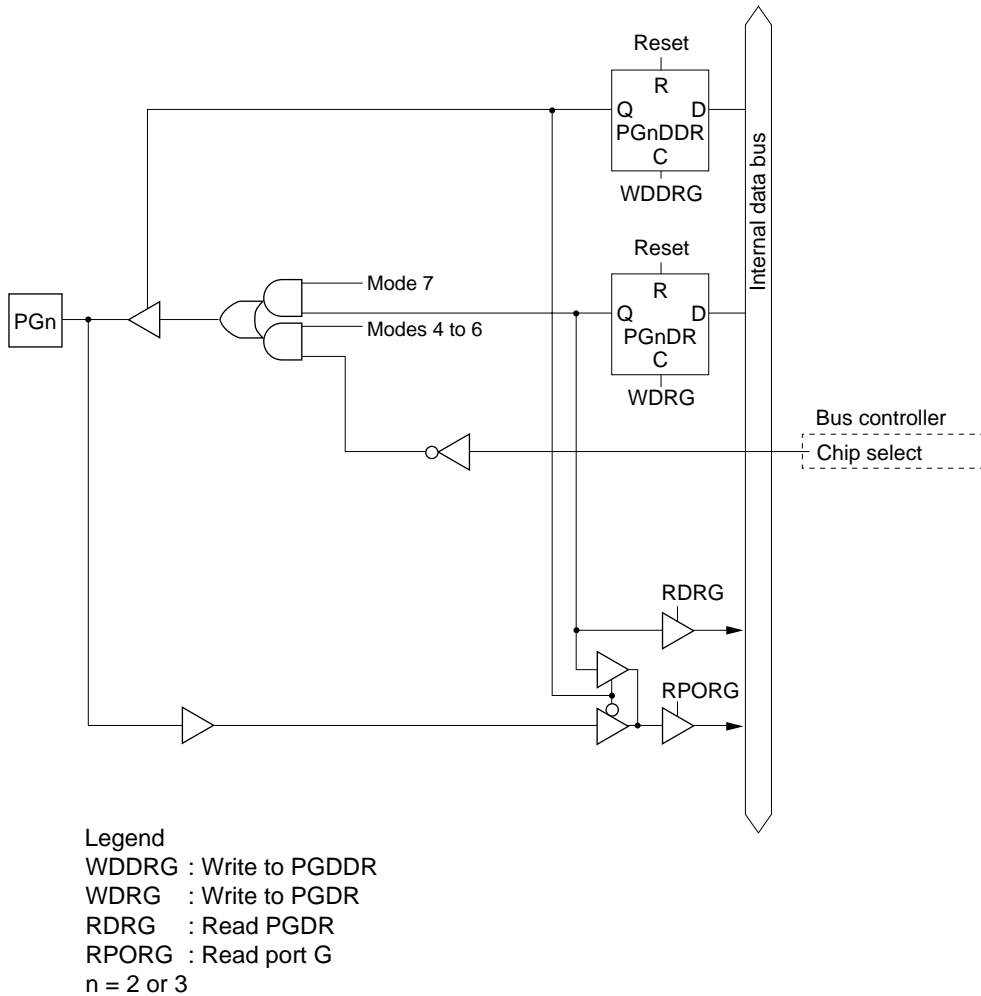 Reset
R
Q D
PGnDDR
C
WDDRG
Internal data bus
Reset
R
Q D
PGnDR
C
WDRG
Mode 7
PGn
Modes 4 to 6
Bus controller
Chip select
RDRG
RPORG
Legend
WDDRG : Write to PGDDR
WDRG : Write to PGDR
RDRG : Read PGDR
RPORG : Read port G
n = 2 or 3